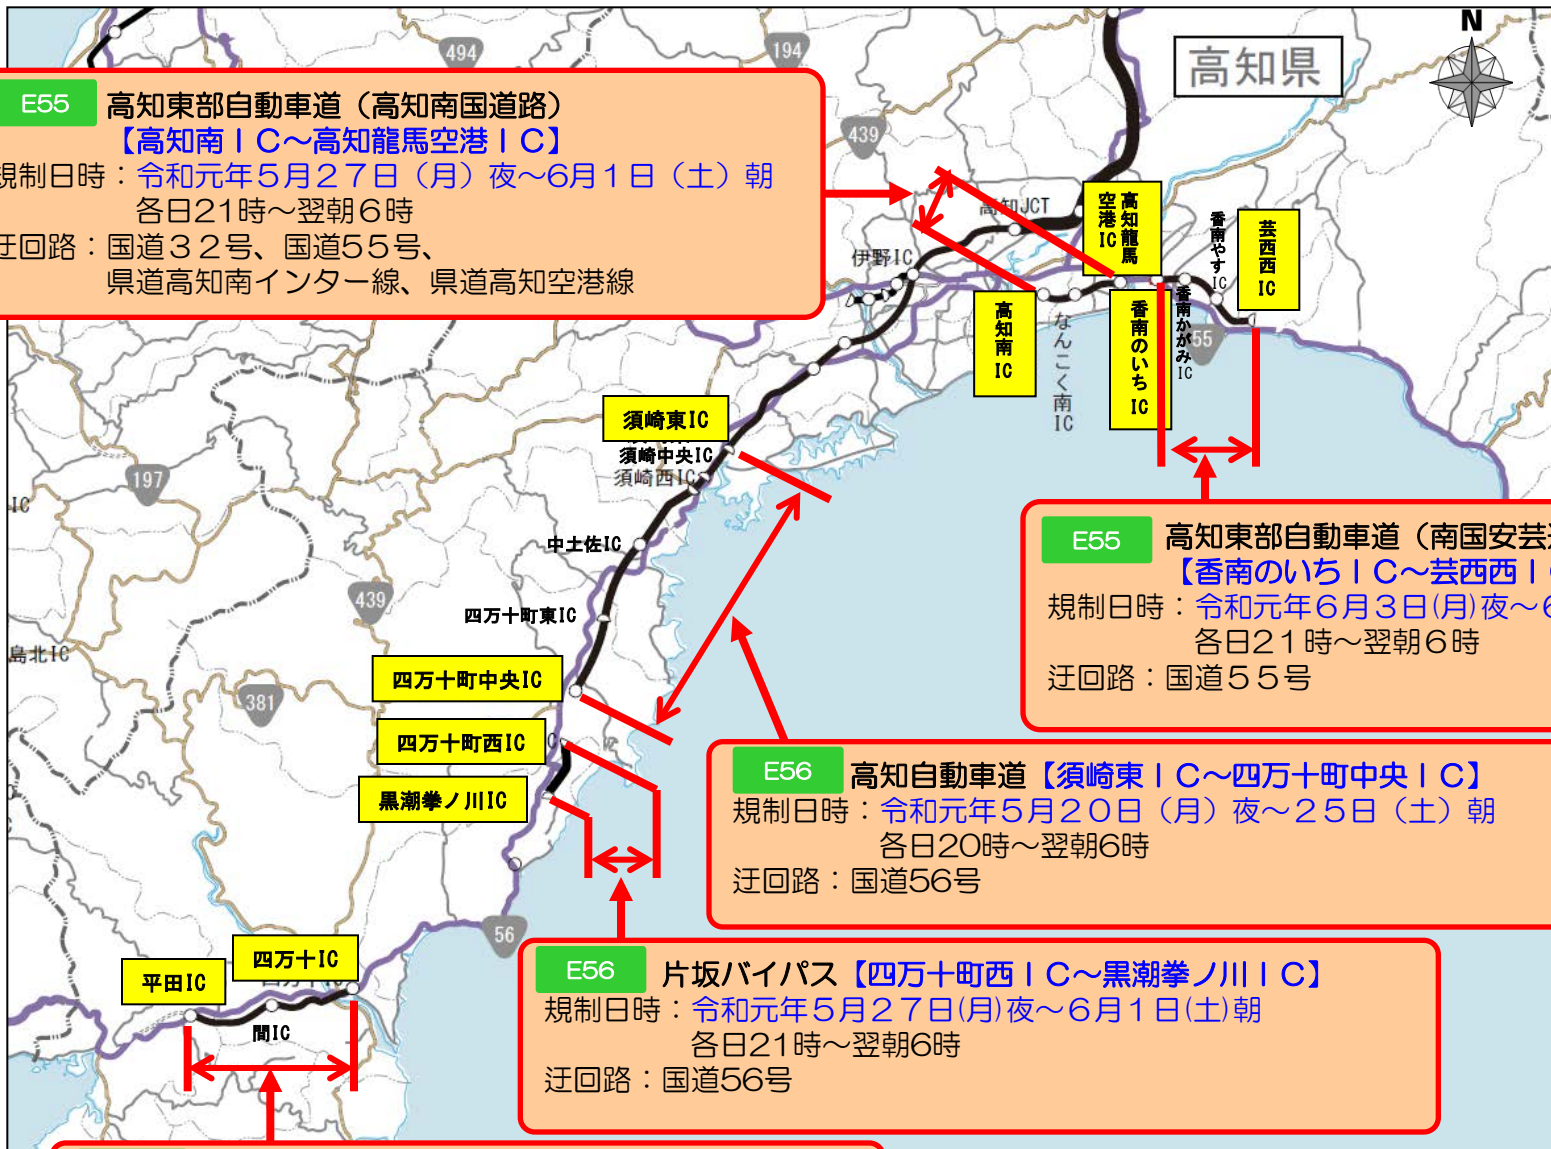 N
高知県
494
194
439
E55 高知東部自動車道（高知南国道路）
【高知南ＩＣ～高知龍馬空港ＩＣ】
規制日時：令和元年５月２７日（月）夜～6月１日（土）朝
各日21時～翌朝６時
迂回路：国道３２号、国道55号、
県道高知南インター線、県道高知空港線
高知JCT
伊野IC
高知龍馬空港IC
香南やすIC
芸西西IC
高知南IC
なんこく南IC
香南のいちIC
香南かがみIC
55
須崎東IC
須崎中央IC
須崎西IC
197
IC
中土佐IC
439
四万十町東IC
島北IC
381
四万十町中央IC
四万十町西IC
黒潮拳ノ川IC
E55 高知東部自動車道（南国安芸
【香南のいちＩＣ～芸西西Ｉ
規制日時：令和元年６月３日(月)夜～
各日２１時～翌朝６時
迂回路：国道５５号
E56 高知自動車道【須崎東ＩＣ～四万十町中央ＩＣ】
規制日時：令和元年５月２０日（月）夜～２５日（土）朝
各日20時～翌朝6時
迂回路：国道56号
56
E56 片坂バイパス【四万十町西ＩＣ～黒潮拳ノ川ＩＣ】
規制日時：令和元年５月２７日(月)夜～６月１日(土)朝
各日21時～翌朝6時
迂回路：国道56号
四万十IC
平田IC
間IC